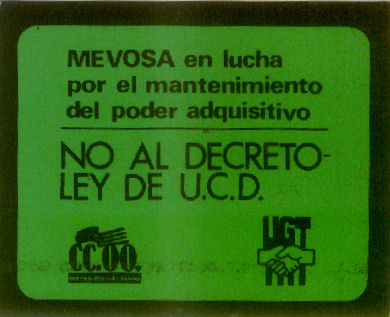 MEVOSA en lucha
por el mantenimiento
del poder adquisitivo
NO AL DECRETO-
LEY DE U.C.D.
CC.OO.
UGT